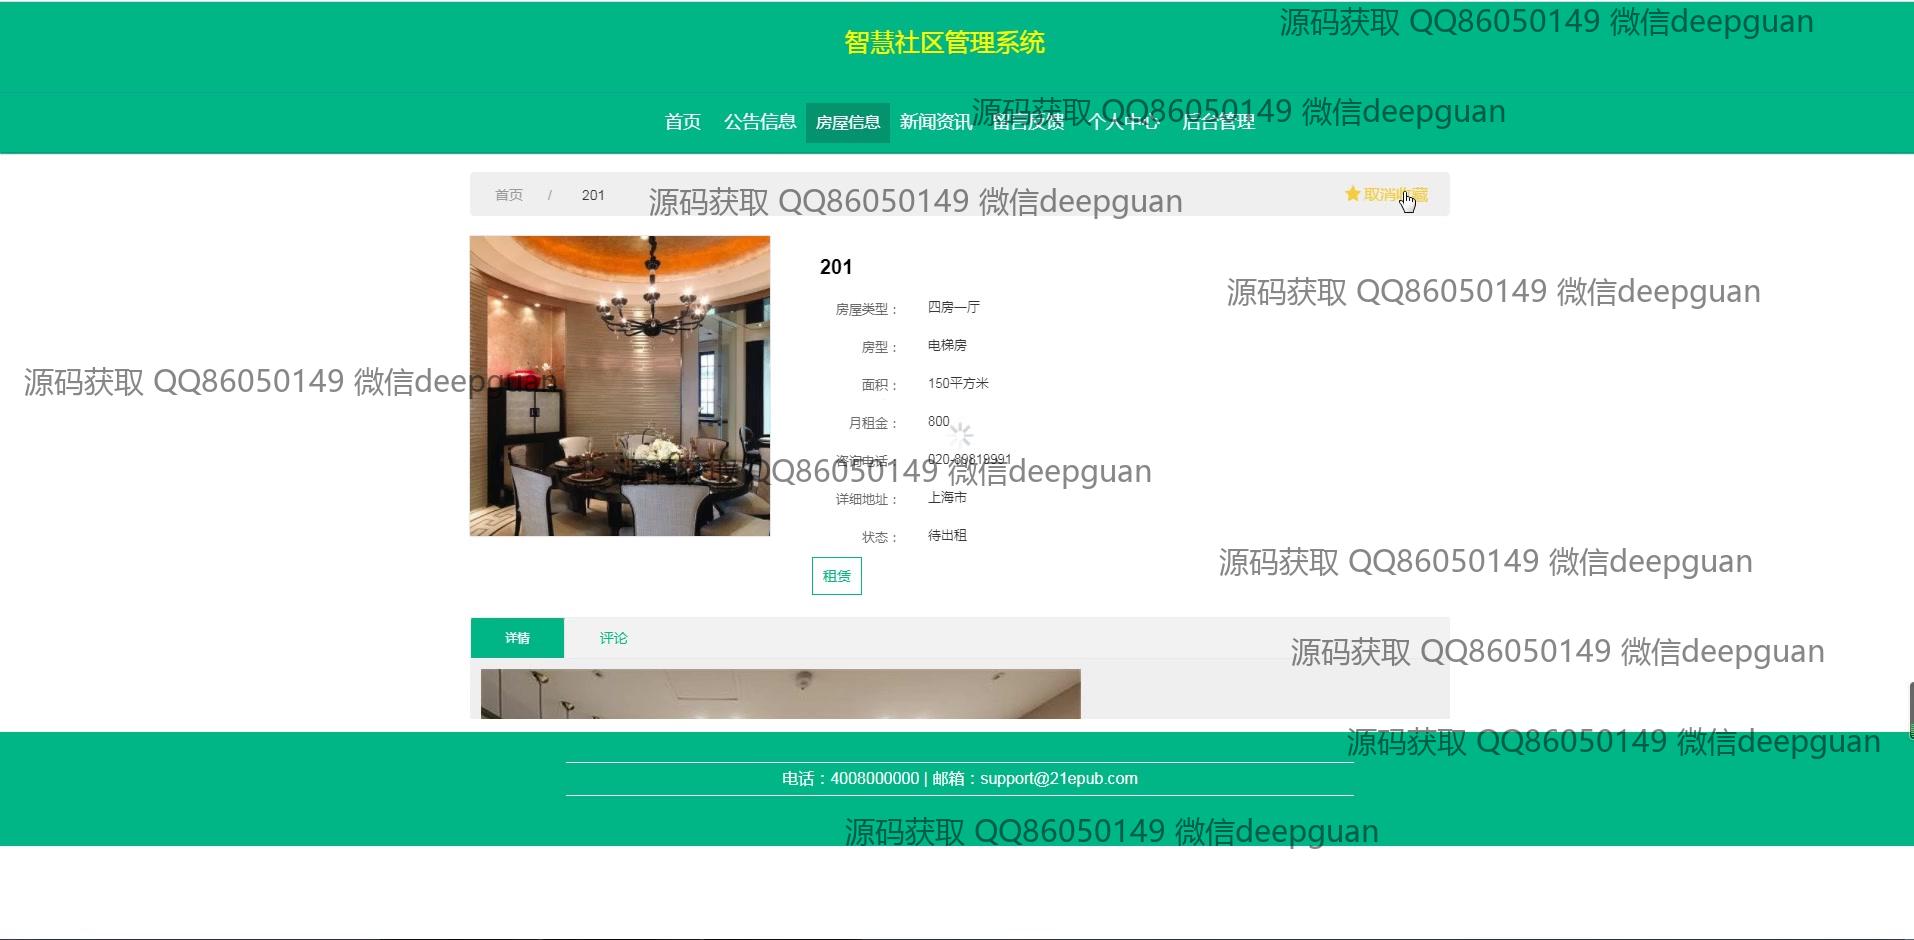 源码获取 QQ86050149 微信deepguan
智慧社区管理系统
首页 公告信息 房屋信息 新闻资讯 留言反馈 个人中心 后台管理
源码获取 QQ86050149 微信deepguan
首页 / 201
源码获取 QQ86050149 微信deepguan
取消收藏
201
源码获取 QQ86050149 微信deepguan
房屋类型： 四房一厅
房型： 电梯房
面积： 150平方米
源码获取 QQ86050149 微信deepguan
月租金： 800
咨询电话： 020-89819991
源码获取 QQ86050149 微信deepguan
详细地址： 上海市
状态： 待出租
源码获取 QQ86050149 微信deepguan
租赁
详情 评论
源码获取 QQ86050149 微信deepguan
源码获取 QQ86050149 微信deepguan
电话：4008000000 | 邮箱：support@21epub.com
源码获取 QQ86050149 微信deepguan